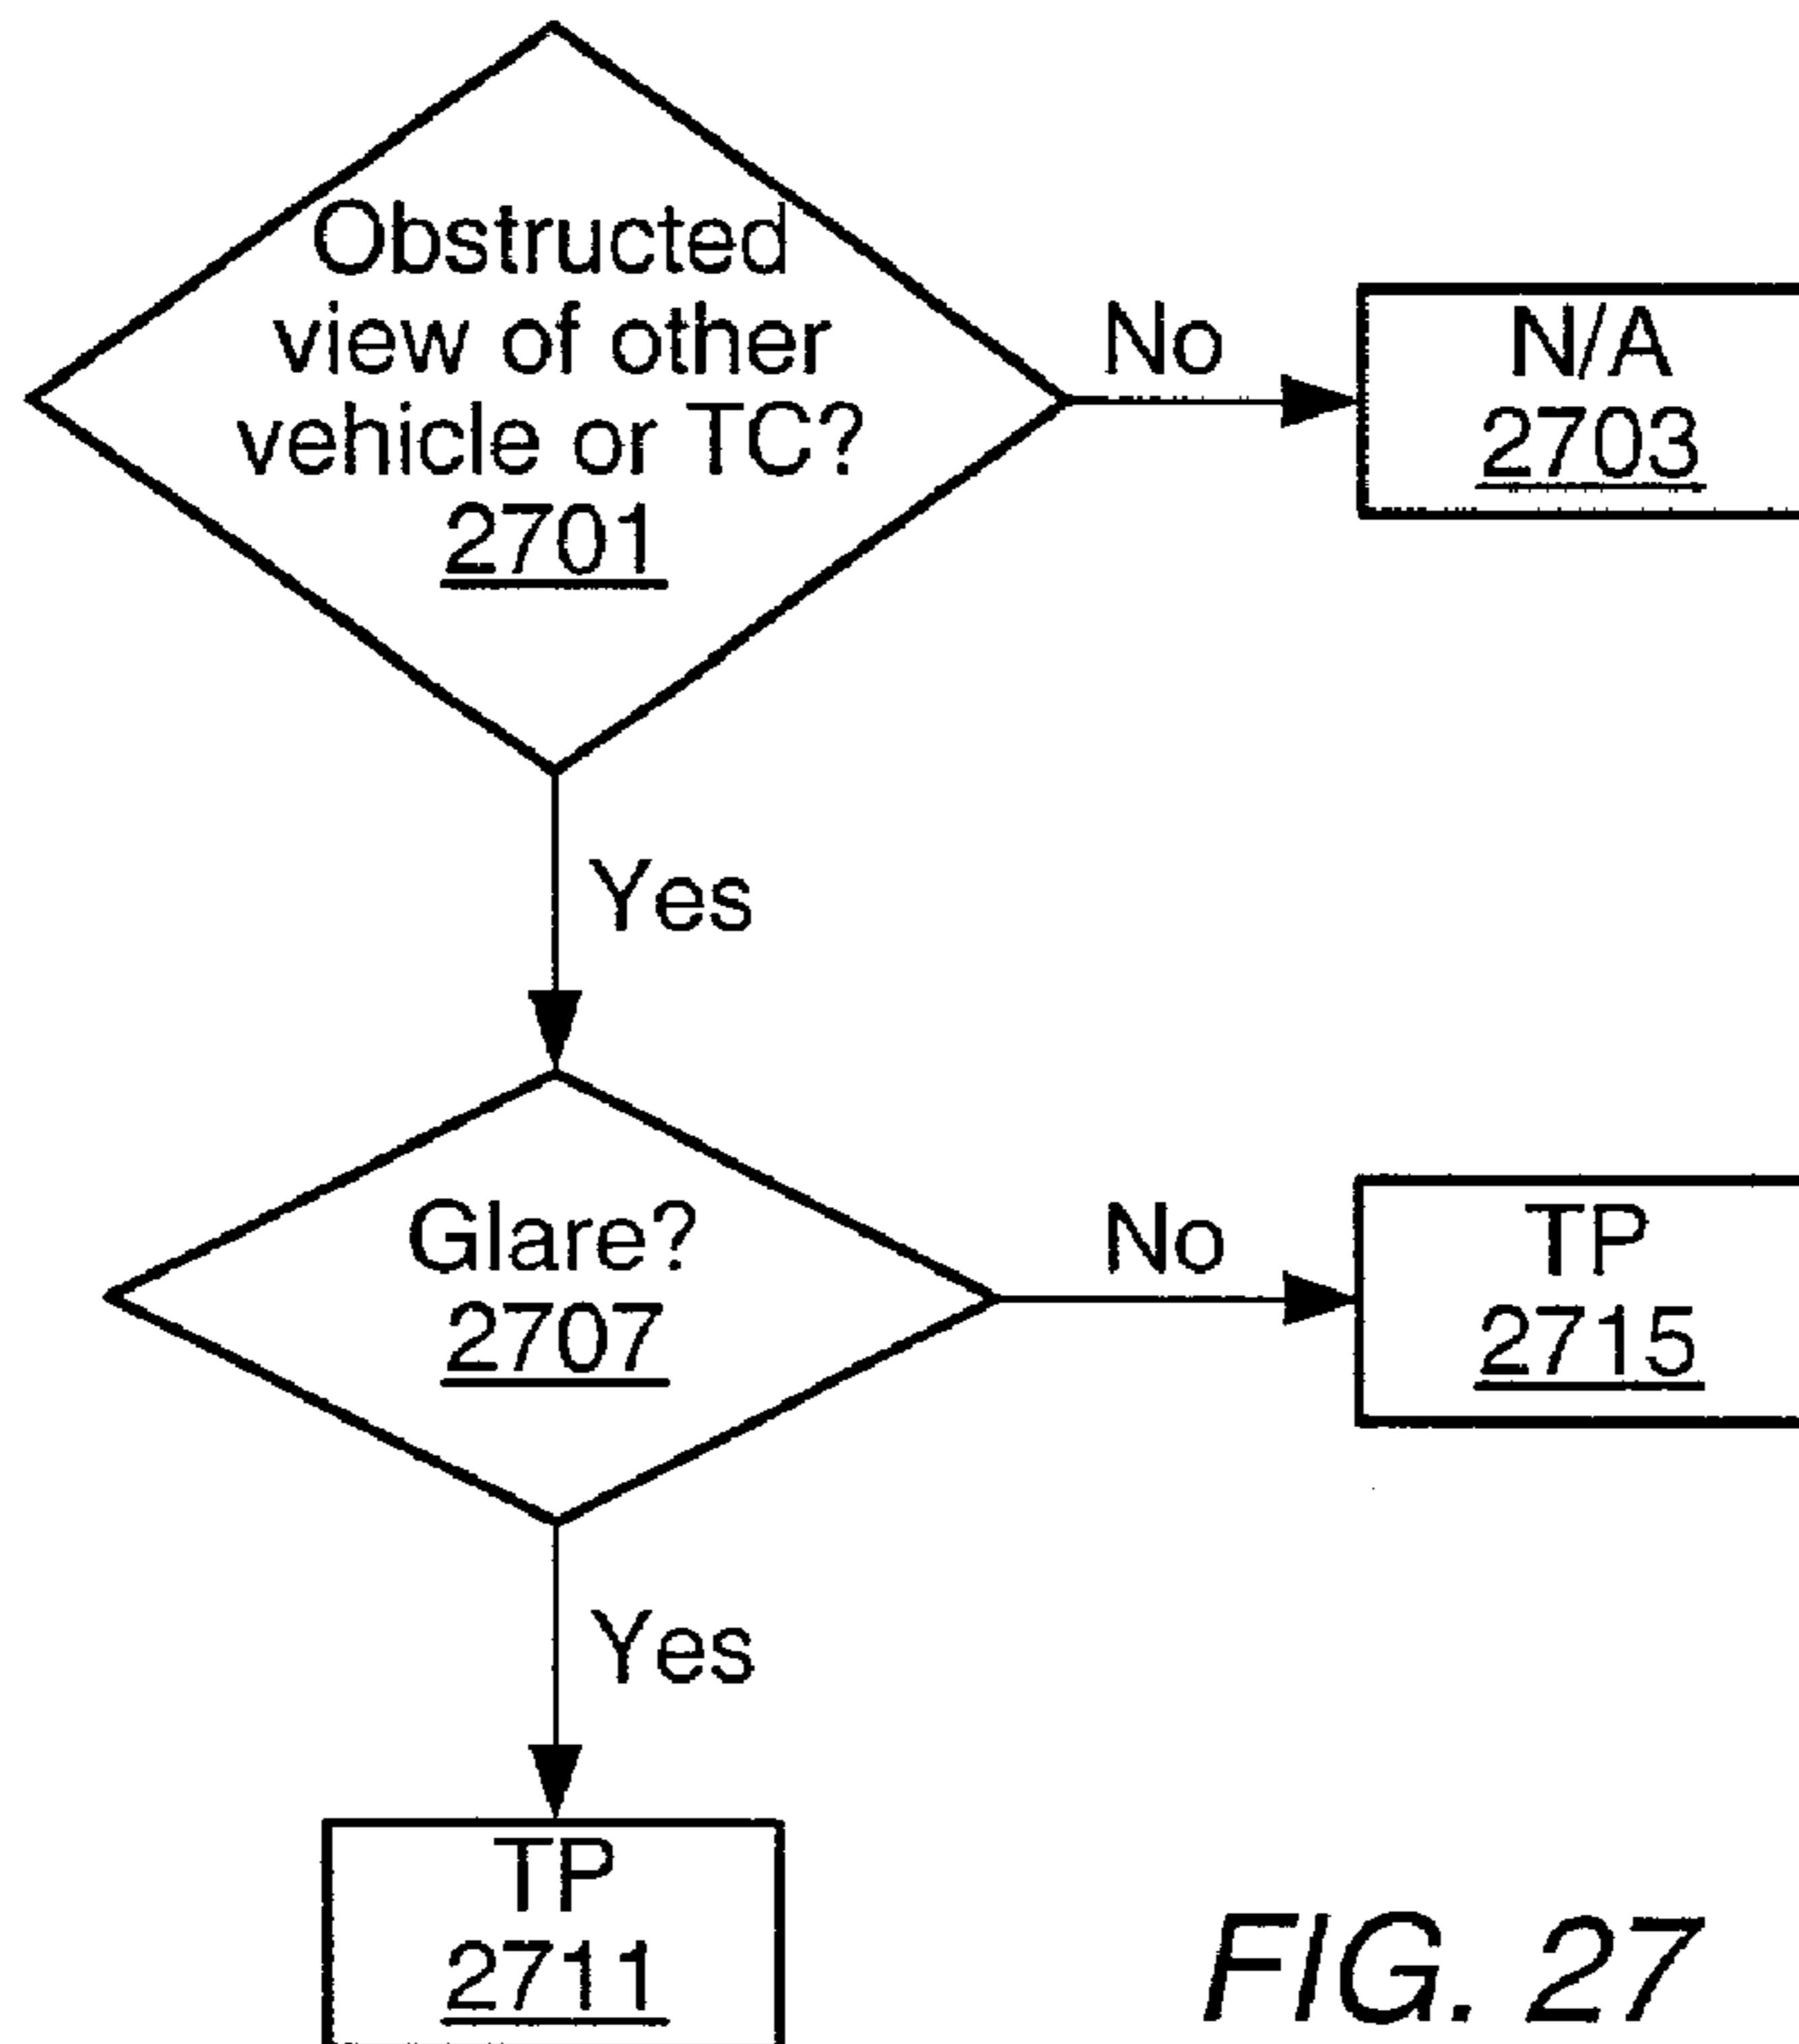 Obstructed
view of other
vehicle or TC?
2701
No
N/A
2703
Yes
Glare?
2707
No
TP
2715
Yes
TP
2711
FIG. 27